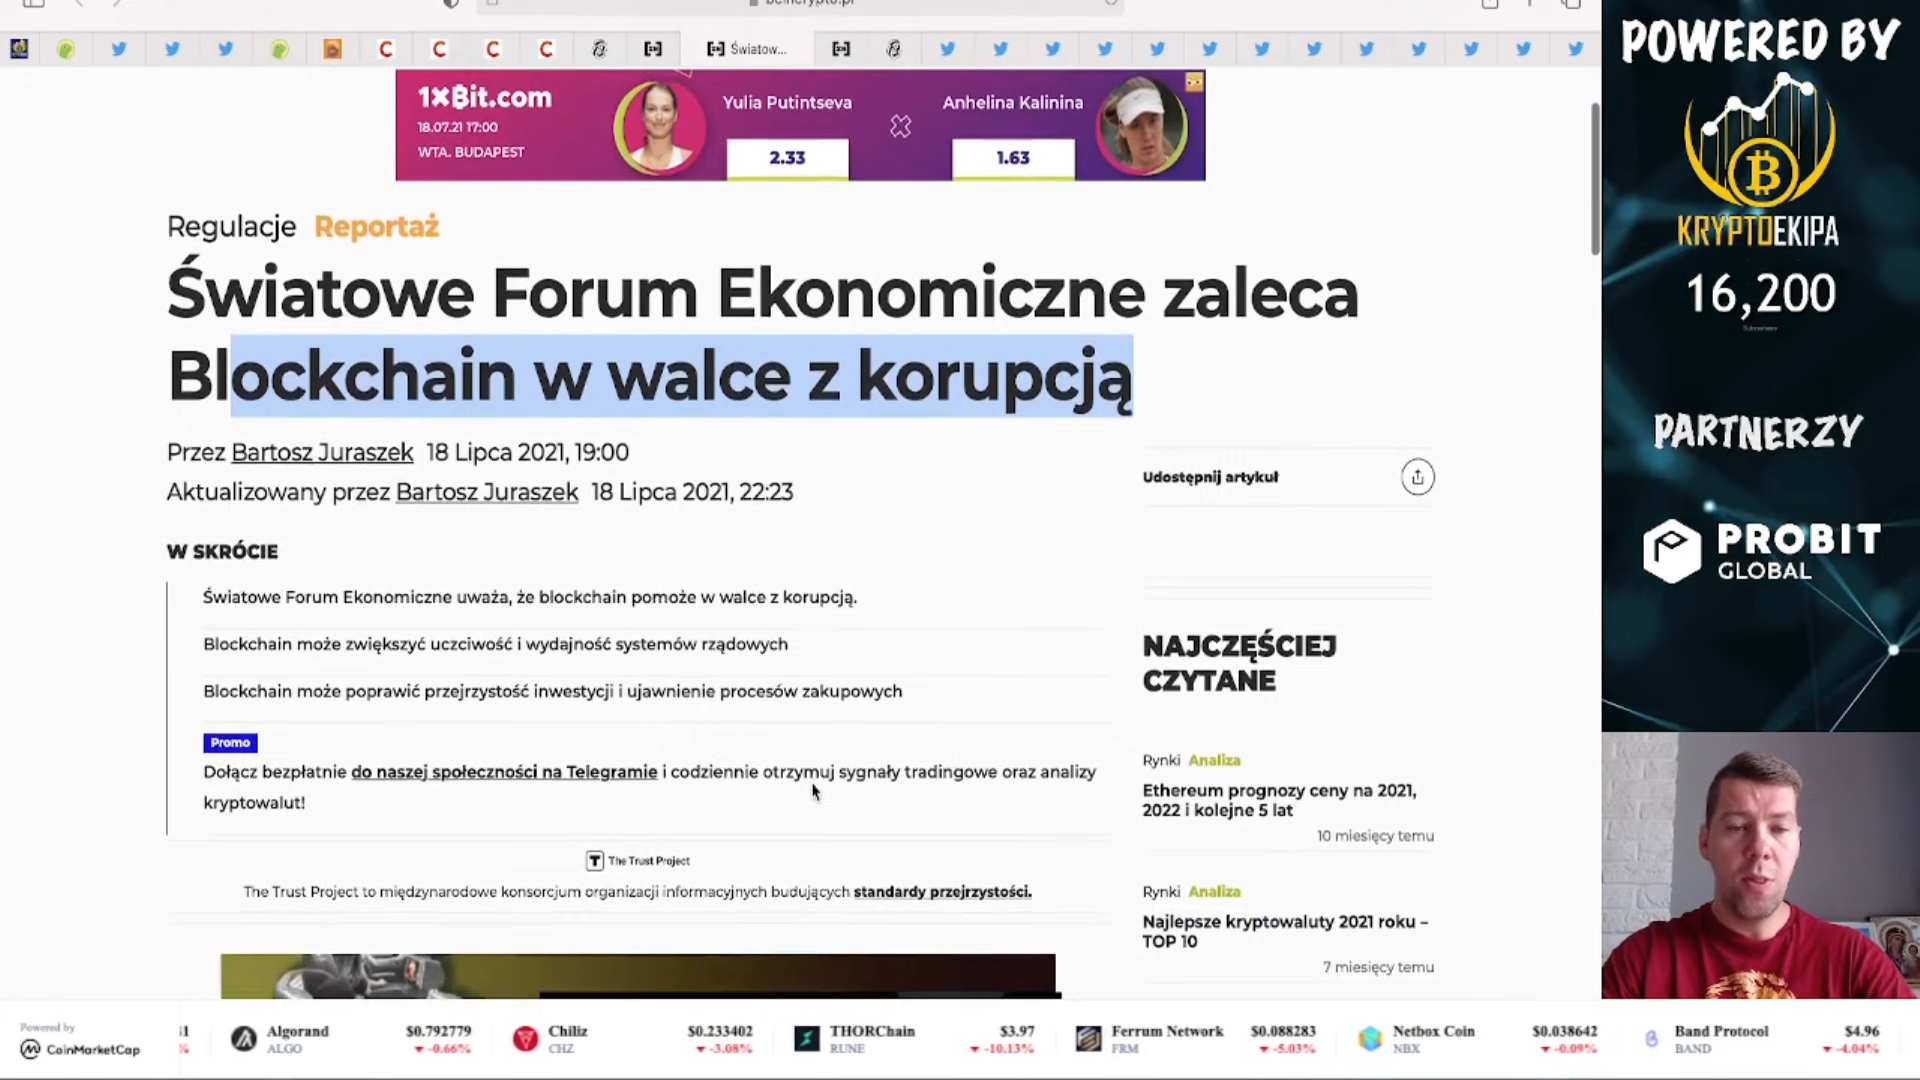 Światow...
POWERED BY
1XBit.com
18.07.21 17:00
WTA. BUDAPEST
Yulia Putintseva
2.33
Anhelina Kalinina
1.63
KRYPTOEKIPA
16,200
PARTNERZY
PROBIT
GLOBAL
Regulacje Reportaż
Światowe Forum Ekonomiczne zaleca
Blockchain w walce z korupcją
Przez Bartosz Juraszek 18 Lipca 2021, 19:00
Aktualizowany przez Bartosz Juraszek 18 Lipca 2021, 22:23
Udostępnij artykuł
W SKRÓCIE
Światowe Forum Ekonomiczne uważa, że blockchain pomoże w walce z korupcją.
Blockchain może zwiększyć uczciwość i wydajność systemów rządowych
Blockchain może poprawić przejrzystość inwestycji i ujawnienie procesów zakupowych
Promo
Dołącz bezpłatnie do naszej społeczności na Telegramie i codziennie otrzymuj sygnały tradingowe oraz analizy
kryptowalut!
The Trust Project
The Trust Project to międzynarodowe konsorcjum organizacji informacyjnych budujących standardy przejrzystości.
NAJCZĘŚCIEJ
CZYTANE
Rynki Analiza
Ethereum prognozy ceny na 2021,
2022 i kolejne 5 lat
10 miesięcy temu
Rynki Analiza
Najlepsze kryptowaluty 2021 roku –
TOP 10
7 miesięcy temu
Powered by
CoinMarketCap
Algorand $0.792779
ALGO -0.66%
Chiliz $0.233402
CHZ -3.08%
THORChain $3.97
RUNE -10.13%
Ferrum Network $0.088283
FRM -5.03%
Netbox Coin $0.038642
NBX -0.09%
Band Protocol $4.96
BAND -4.04%